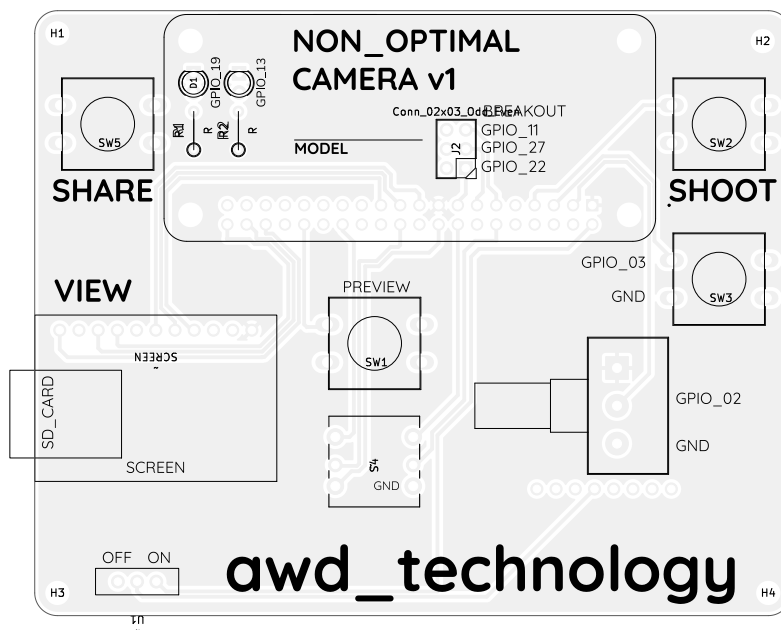 H1
H2
NON_OPTIMAL
CAMERA v1
D1
GPIO_19
GPIO_13
Conn_02x03_Odd_Even
BREAKOUT
GPIO_11
GPIO_27
GPIO_22
J2
R1
R
R2
R
MODEL
SW5
SHARE
SW2
SHOOT
GPIO_03
GND
SW3
VIEW
PREVIEW
SW1
SCREEN
~
SD_CARD
SCREEN
GPIO_02
GND
S4
GND
OFF ON
awd_technology
H3
H4
U1